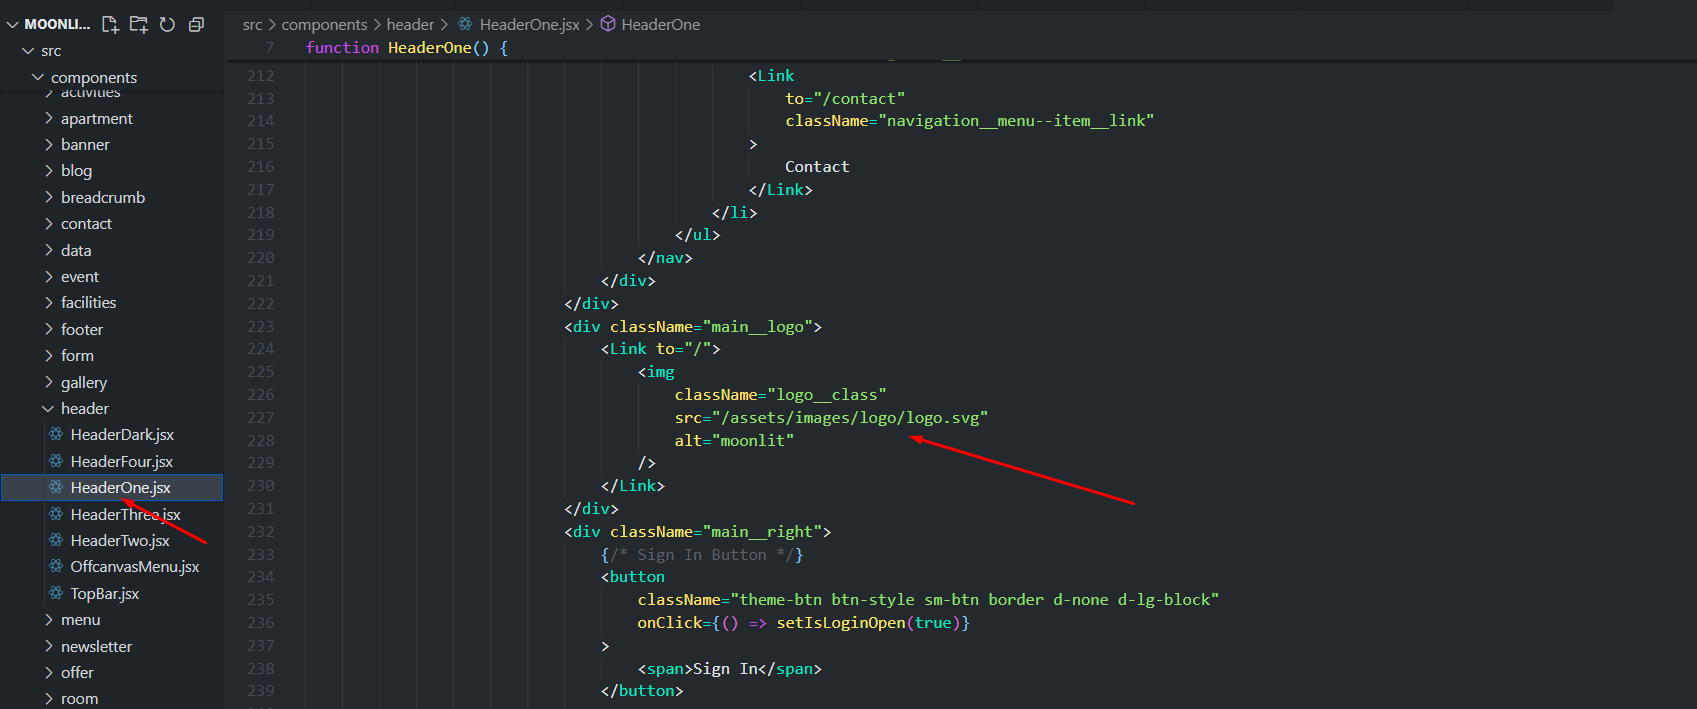 MOONLI...
src
components
activities
apartment
banner
blog
breadcrumb
contact
data
event
facilities
footer
form
gallery
header
HeaderDark.jsx
HeaderFour.jsx
HeaderOne.jsx
HeaderThree.jsx
HeaderTwo.jsx
OffcanvasMenu.jsx
TopBar.jsx
menu
newsletter
offer
room
src > components > header > HeaderOne.jsx > HeaderOne
7 function HeaderOne() {
212 <Link
213 to="/contact"
214 className="navigation__menu--item__link"
215 >
216 Contact
217 </Link>
218 </li>
219 </ul>
220 </nav>
221 </div>
222 </div>
223 <div className="main__logo">
224 <Link to="/">
225 <img
226 className="logo__class"
227 src="/assets/images/logo/logo.svg"
228 alt="moonlit"
229 />
230 </Link>
231 </div>
232 <div className="main__right">
233 {/* Sign In Button */}
234 <button
235 className="theme-btn btn-style sm-btn border d-none d-lg-block"
236 onClick={() => setIsLoginOpen(true)}
237 >
238 <span>Sign In</span>
239 </button>